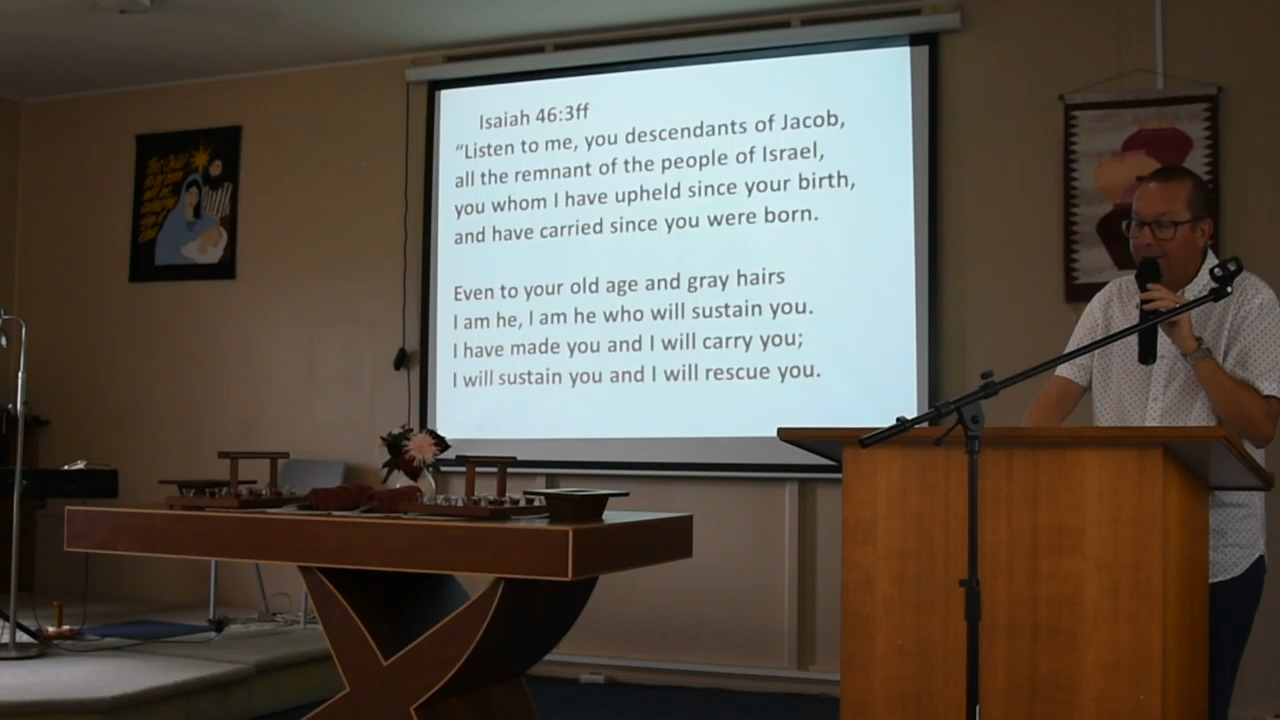 Isaiah 46:3ff
“Listen to me, you descendants of Jacob,
all the remnant of the people of Israel,
you whom I have upheld since your birth,
and have carried since you were born.
Even to your old age and gray hairs
I am he, I am he who will sustain you.
I have made you and I will carry you;
I will sustain you and I will rescue you.